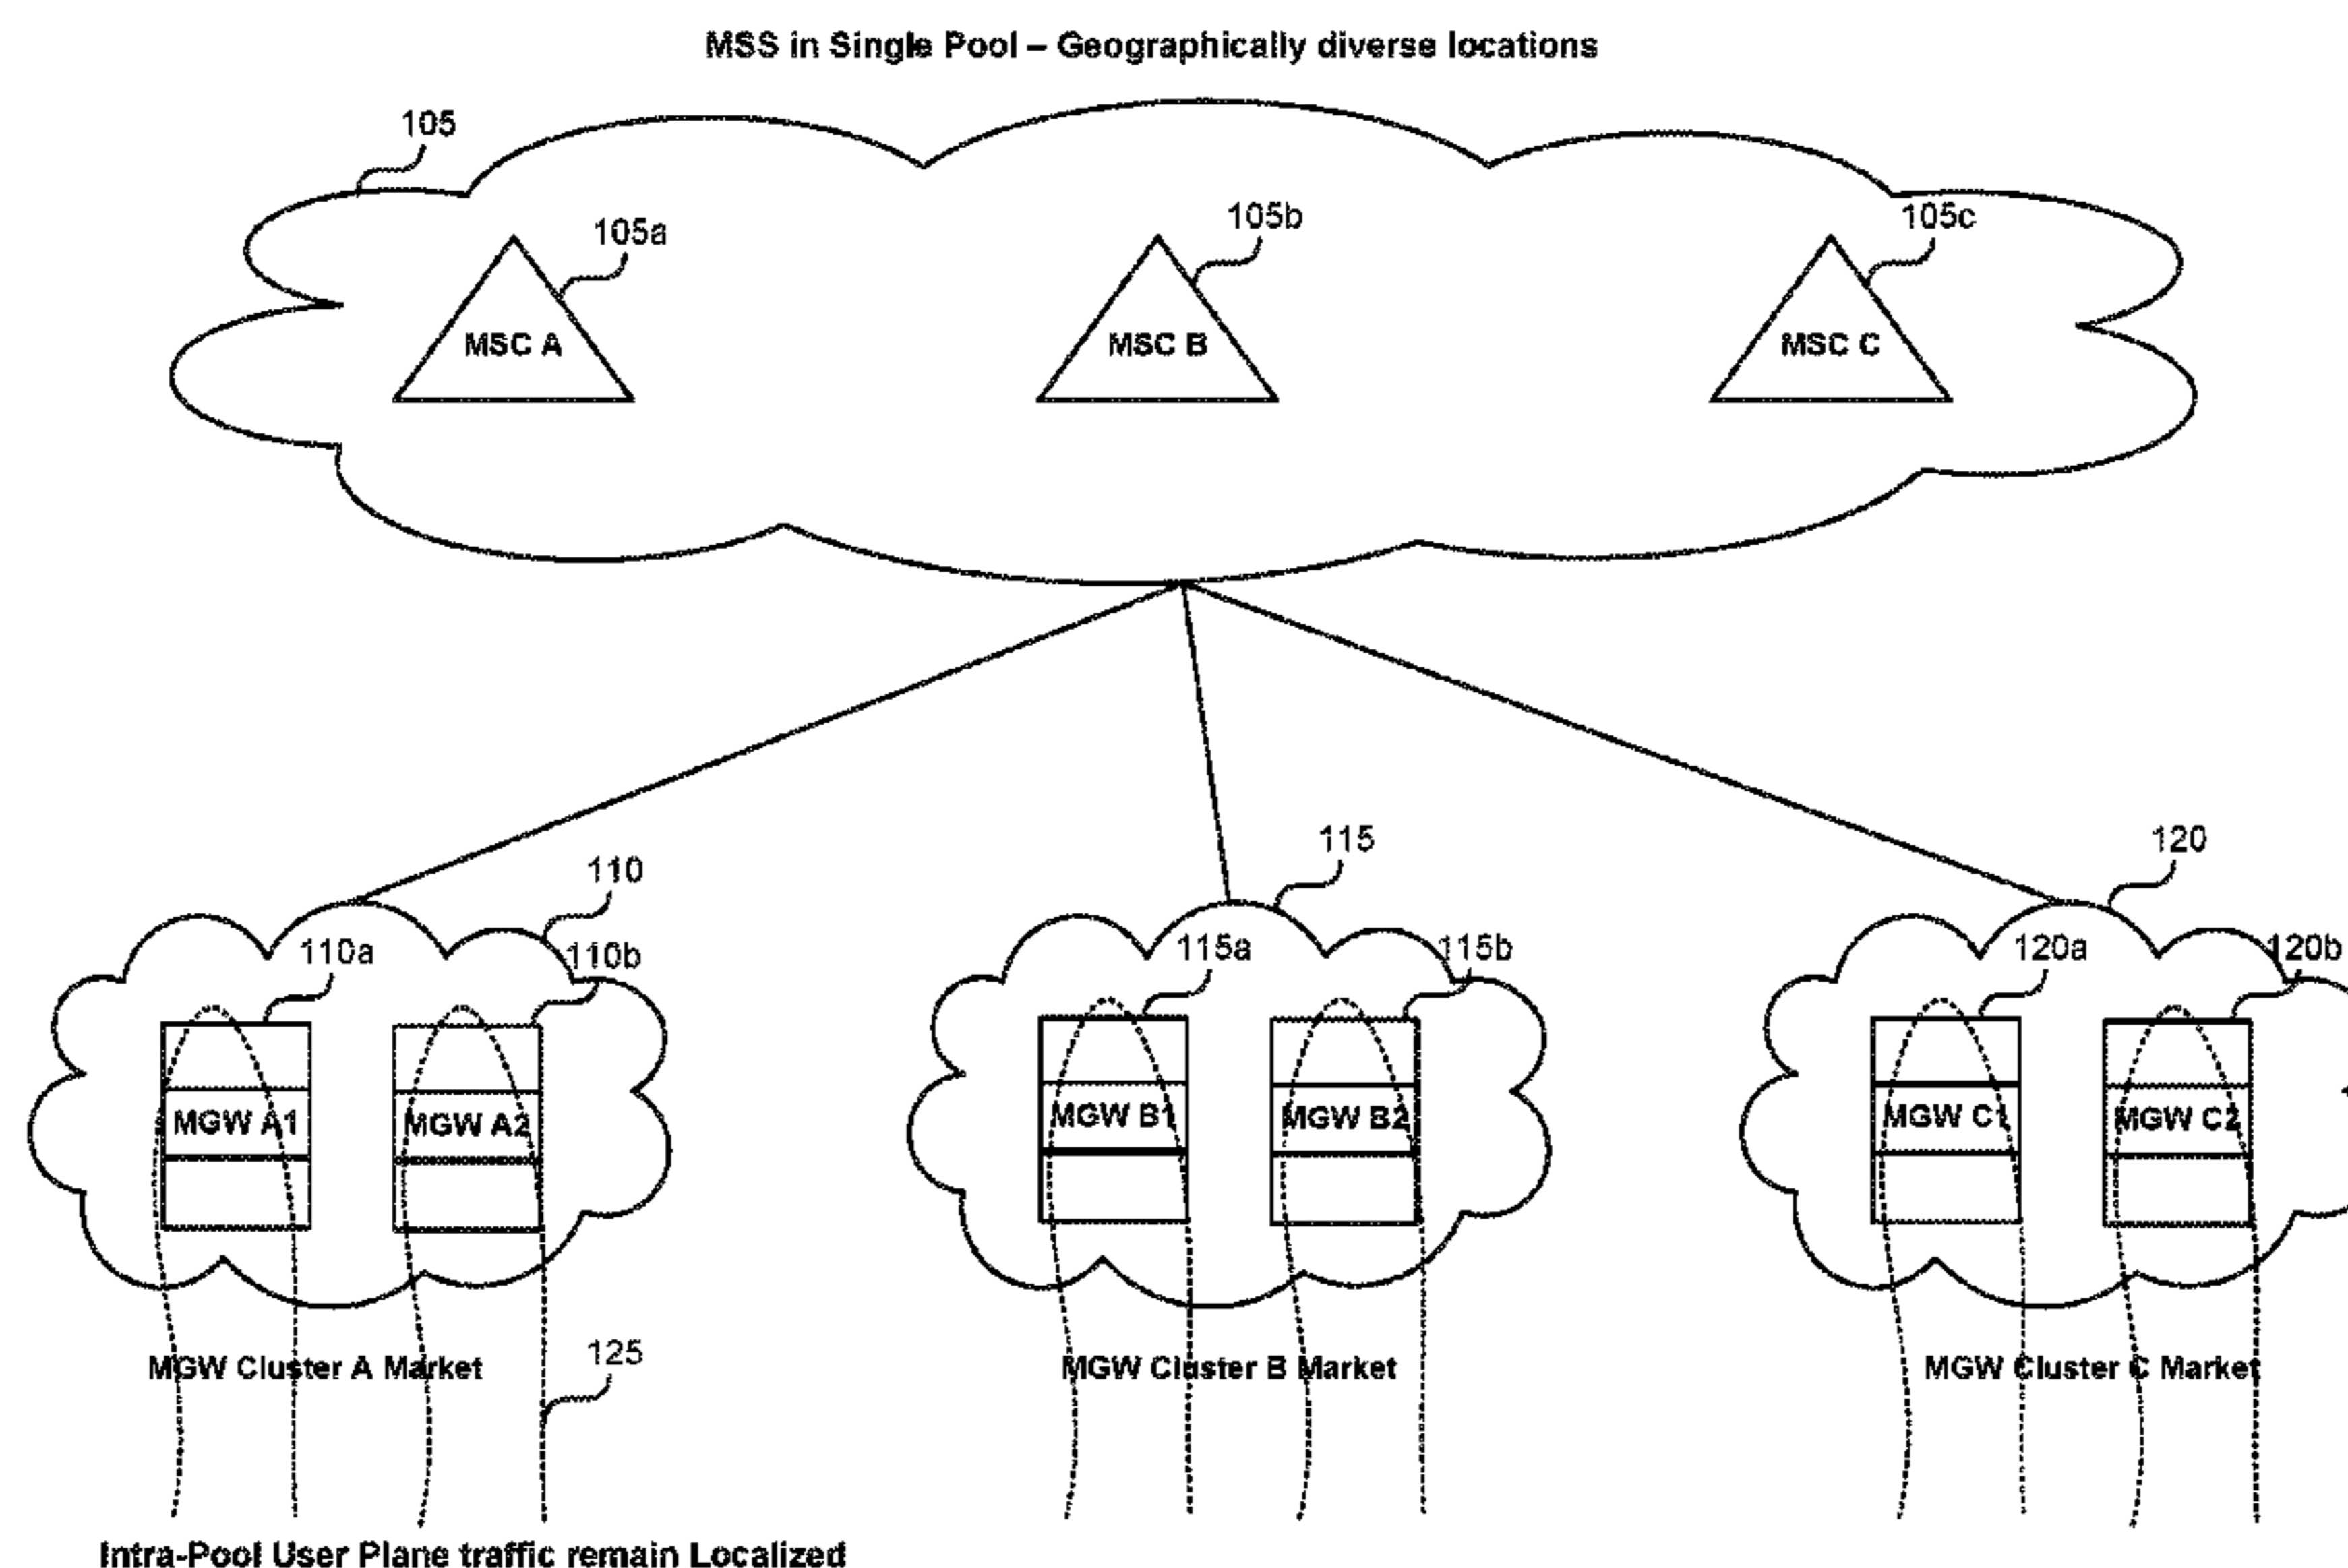 MSS in Single Pool – Geographically diverse locations
105
105a
105b
105c
MSC A
MSC B
MSC C
110
115
120
110a
110b
115a
115b
120a
120b
MGW A1
MGW A2
MGW B1
MGW B2
MGW C1
MGW C2
125
MGW Cluster A Market
MGW Cluster B Market
MGW Cluster C Market
Intra-Pool User Plane traffic remain Localized